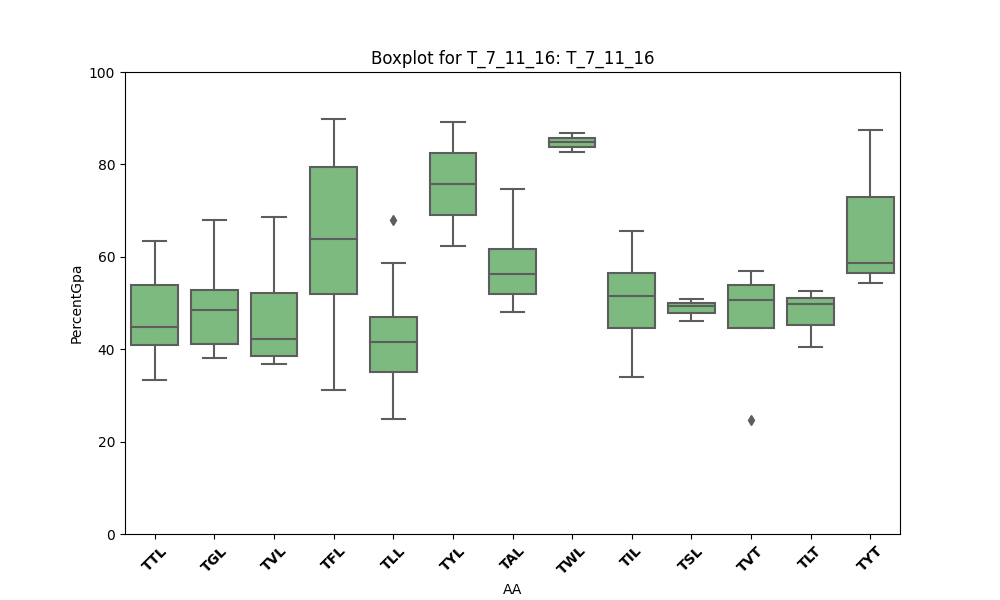 Boxplot for T_7_11_16: T_7_11_16
100
80
60
40
20
0
PercentGpa
TTL TGL TVL TFL TLL TYL TAL TWL TIL TSL TVT TLT TYT
AA